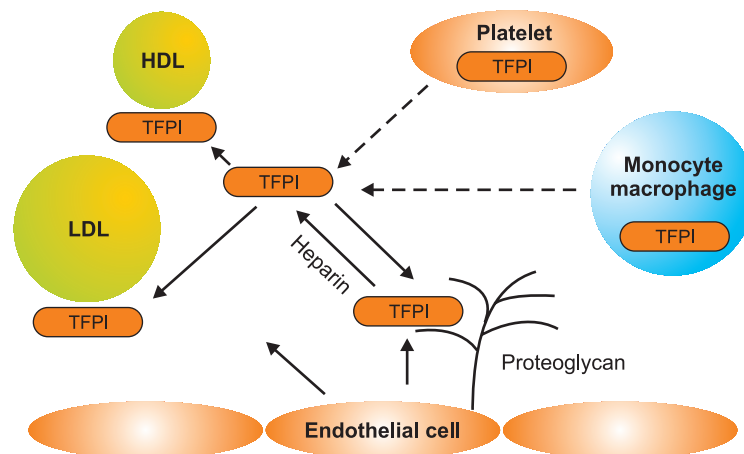 Platelet
TFPI
HDL
TFPI
TFPI
Monocyte
macrophage
TFPI
LDL
TFPI
Heparin
TFPI
Proteoglycan
Endothelial cell